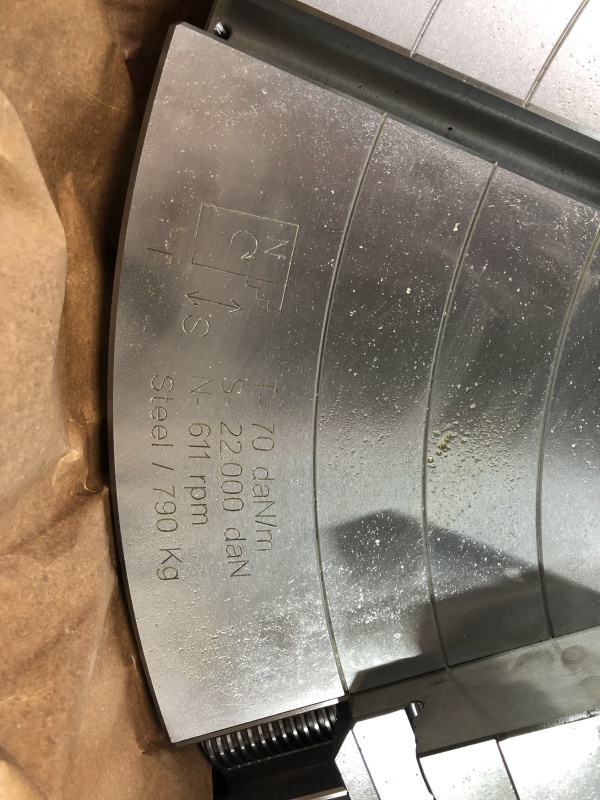 N
T
S
T- 70 daN/m
S- 22.000 daN
N- 611 rpm
Steel / 790 Kg